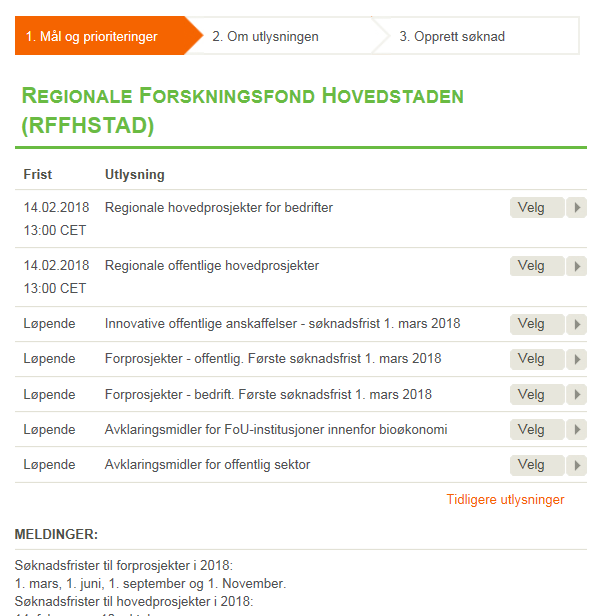 1. Mål og prioriteringer 2. Om utlysningen 3. Opprett søknad
REGIONALE FORSKNINGSFOND HOVEDSTADEN
(RFFHSTAD)
Frist Utlysning
14.02.2018 Regionale hovedprosjekter for bedrifter Velg
13:00 CET
14.02.2018 Regionale offentlige hovedprosjekter Velg
13:00 CET
Løpende Innovative offentlige anskaffelser - søknadsfrist 1. mars 2018 Velg
Løpende Forprosjekter - offentlig. Første søknadsfrist 1. mars 2018 Velg
Løpende Forprosjekter - bedrift. Første søknadsfrist 1. mars 2018 Velg
Løpende Avklaringsmidler for FoU-institusjoner innenfor bioøkonomi Velg
Løpende Avklaringsmidler for offentlig sektor Velg
Tidligere utlysninger
MELDINGER:
Søknadsfrister til forprosjekter i 2018:
1. mars, 1. juni, 1. september og 1. November.
Søknadsfrister til hovedprosjekter i 2018: